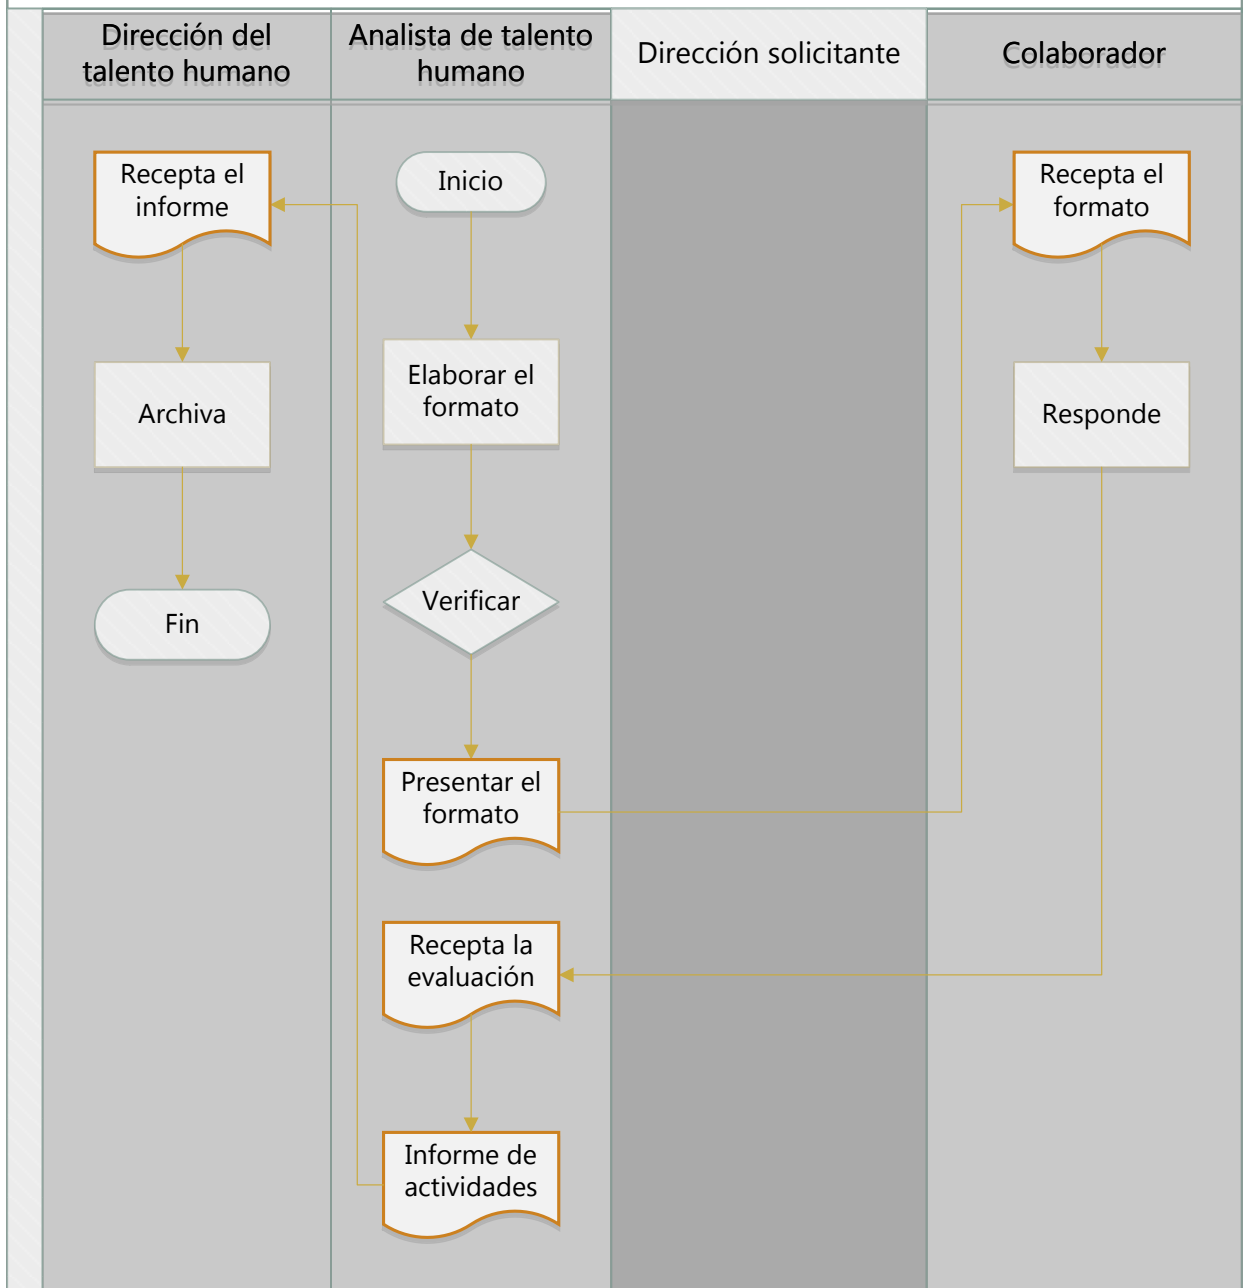 Dirección del
talento humano
Analista de talento
humano
Dirección solicitante
Colaborador
Recepta el
informe
Archiva
Fin
Inicio
Elaborar el
formato
Verificar
Presentar el
formato
Recepta la
evaluación
Informe de
actividades
Recepta el
formato
Responde